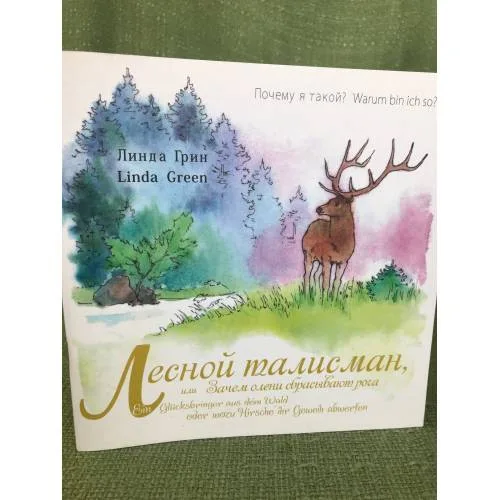 Почему я такой? Warum bin ich so?
Линда Грин
Linda Green
Лесной талисман,
или Зачем олени сбрасывают рога
Ein Glücksbringer aus dem Wald
oder wozu Hirsche ihr Geweih abwerfen